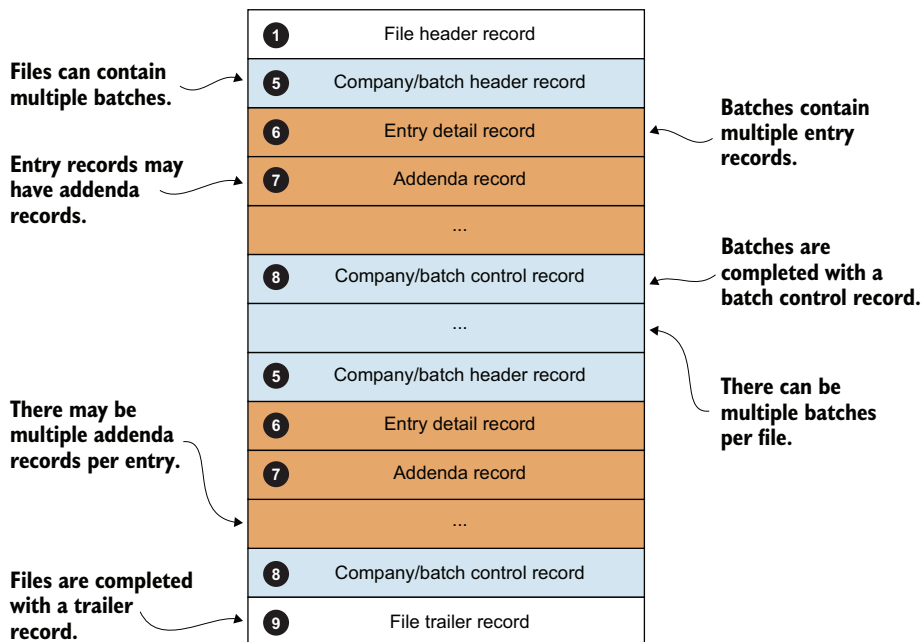 1 File header record
Files can contain
multiple batches.
5 Company/batch header record
6 Entry detail record
Batches contain
multiple entry
records.
Entry records may
have addenda
records.
7 Addenda record
...
8 Company/batch control record
Batches are
completed with a
batch control record.
...
5 Company/batch header record
There can be
multiple batches
per file.
There may be
multiple addenda
records per entry.
6 Entry detail record
7 Addenda record
...
8 Company/batch control record
Files are completed
with a trailer
record.
9 File trailer record